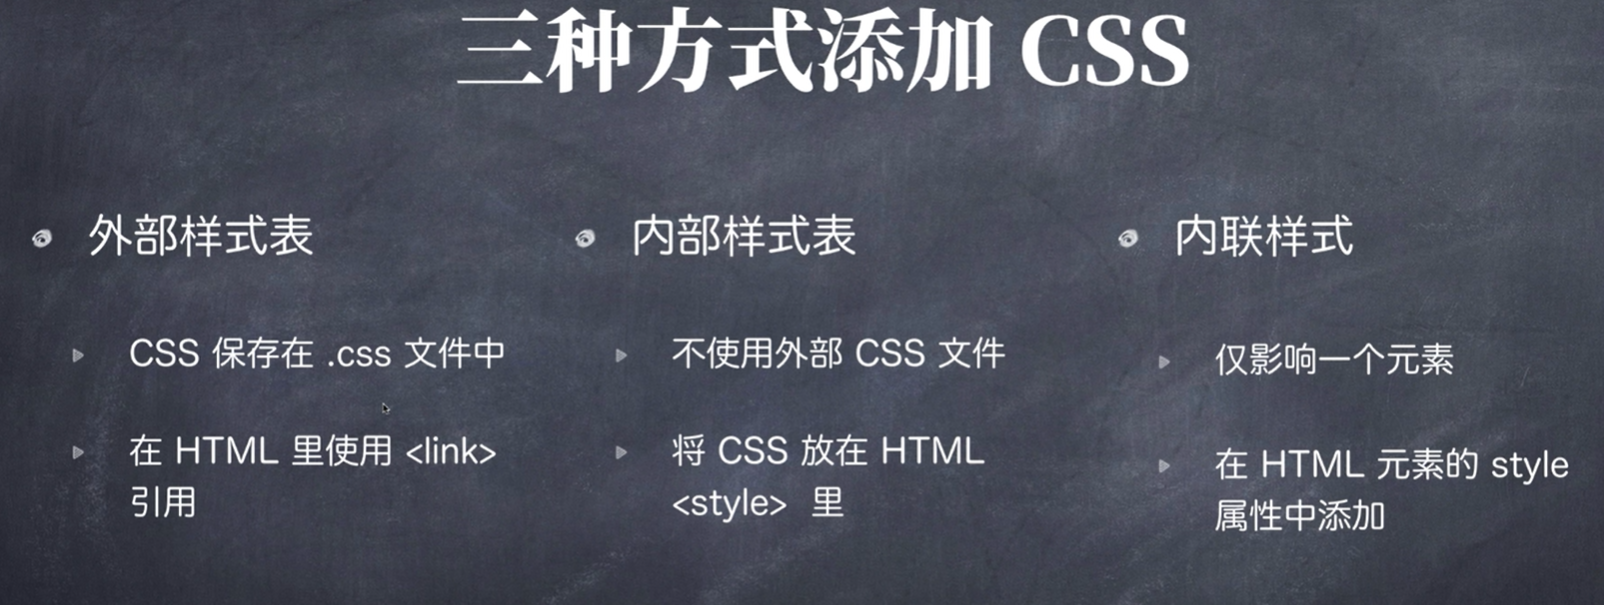 三种方式添加 CSS
外部样式表
CSS 保存在 .css 文件中
在 HTML 里使用 <link>
引用
内部样式表
不使用外部 CSS 文件
将 CSS 放在 HTML
<style> 里
内联样式
仅影响一个元素
在 HTML 元素的 style
属性中添加